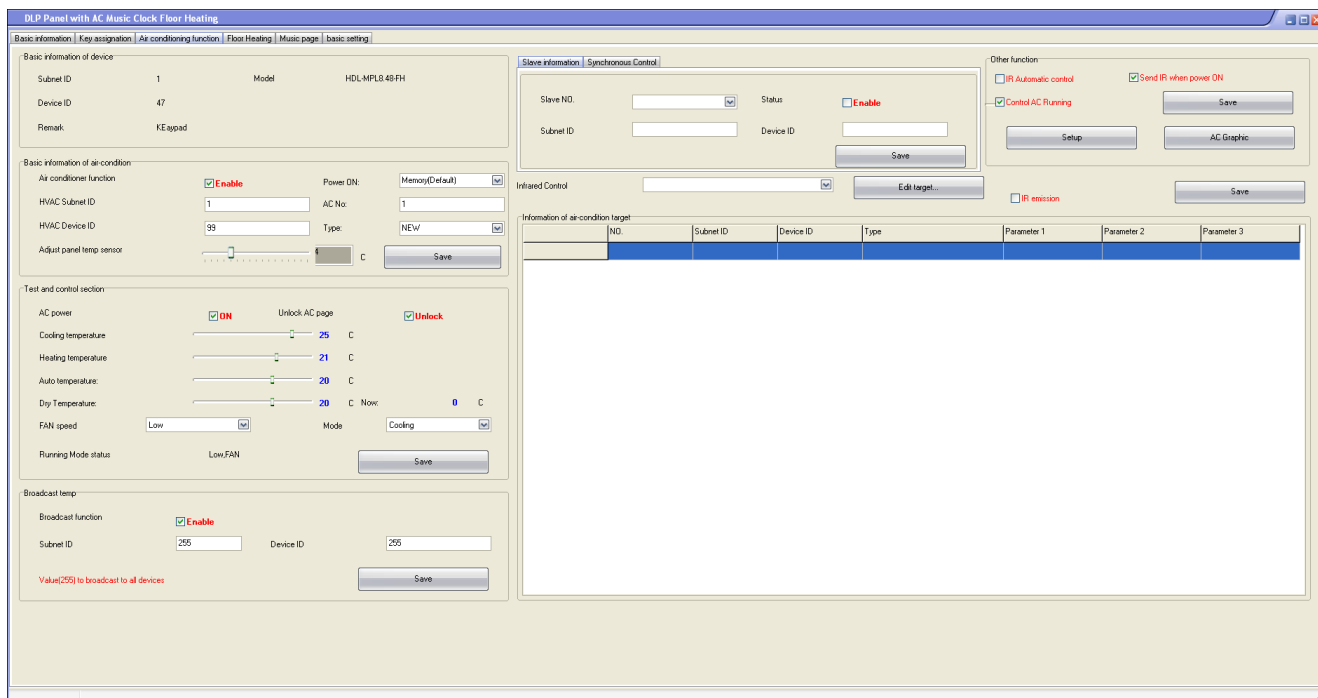 DLP Panel with AC Music Clock Floor Heating
Basic information Key assignation Air conditioning function Floor Heating Music page basic setting
Basic information of device
Subnet ID 1 Model HDL-MPL8.48-FH
Device ID 47
Remark KEaypad
Basic information of air-condition
Air conditioner function Enable Power ON: Memory(Default)
HVAC Subnet ID 1 AC No: 1
HVAC Device ID 99 Type: NEW
Adjust panel temp sensor 4 C Save
Test and control section
AC power ON Unlock AC page Unlock
Cooling temperature 25 C
Heating temperature 21 C
Auto temperature: 20 C
Dry Temperature: 20 C Now: 0 C
FAN speed Low Mode Cooling
Running Mode status Low,FAN Save
Broadcast temp
Broadcast function Enable
Subnet ID 255 Device ID 255
Value(255) to broadcast to all devices Save
Slave information Synchronous Control
Slave NO. Status Enable
Subnet ID Device ID
Save
Other function
IR Automatic control Send IR when power ON
Control AC Running Save
Setup AC Graphic
Infrared Control Edit target... IR emission Save
Information of air-condition target
NO. Subnet ID Device ID Type Parameter 1 Parameter 2 Parameter 3